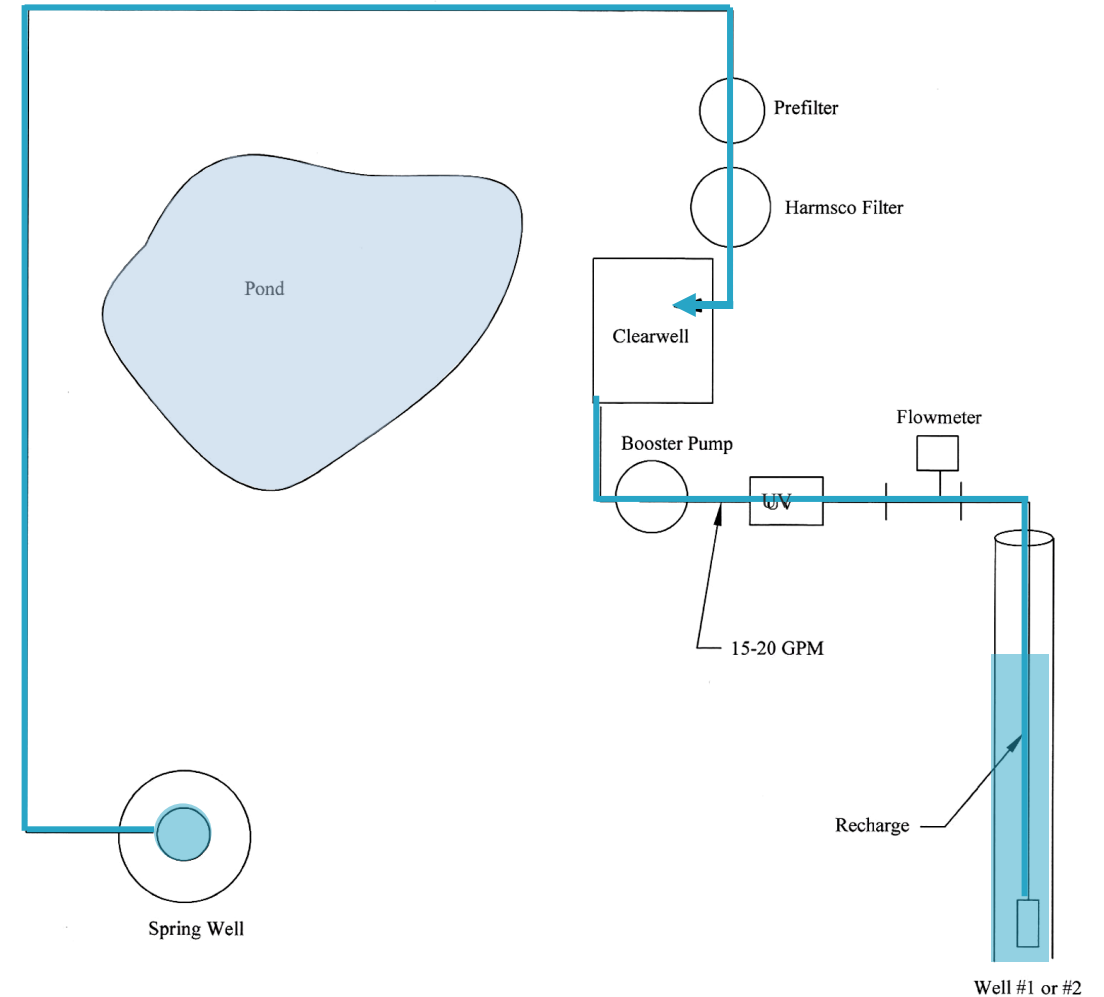 Prefilter
Harmsco Filter
Pond
Clearwell
Flowmeter
Booster Pump
UV
15-20 GPM
Recharge
Spring Well
Well #1 or #2